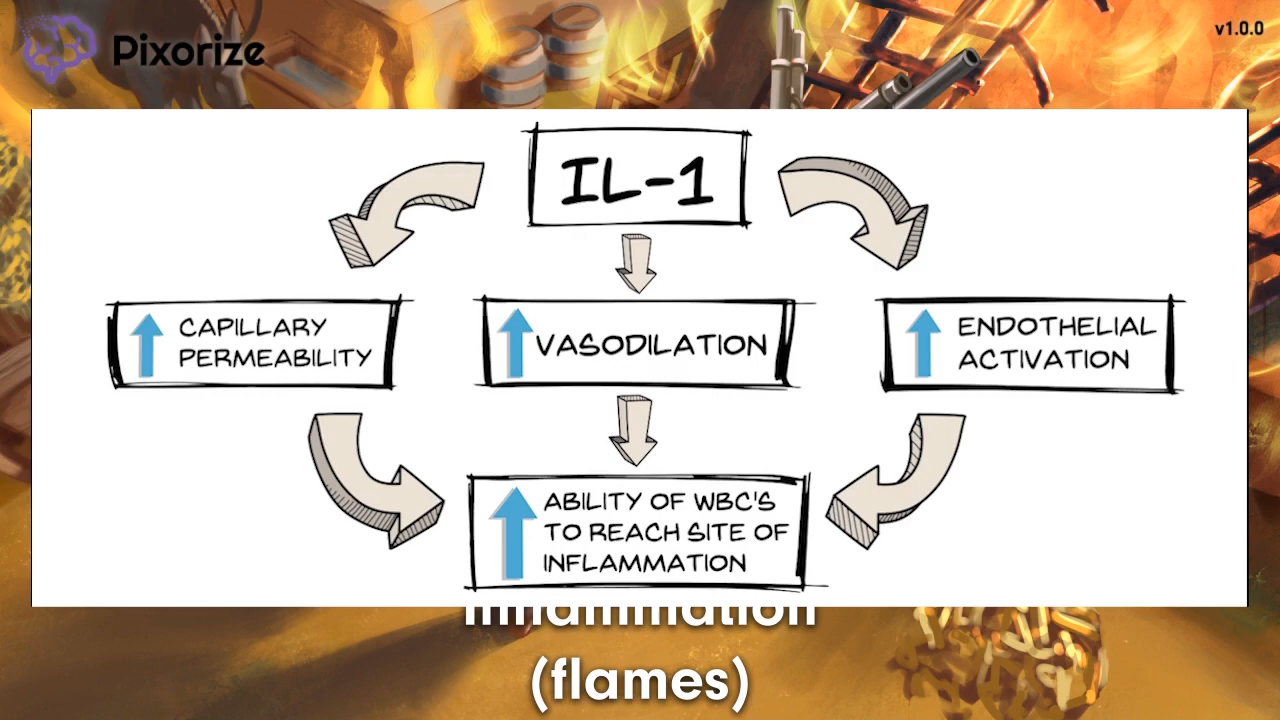 Pixorize
v1.0.0
IL-1
CAPILLARY
PERMEABILITY
VASODILATION
ENDOTHELIAL
ACTIVATION
ABILITY OF WBC'S
TO REACH SITE OF
INFLAMMATION
Inflammation
(flames)